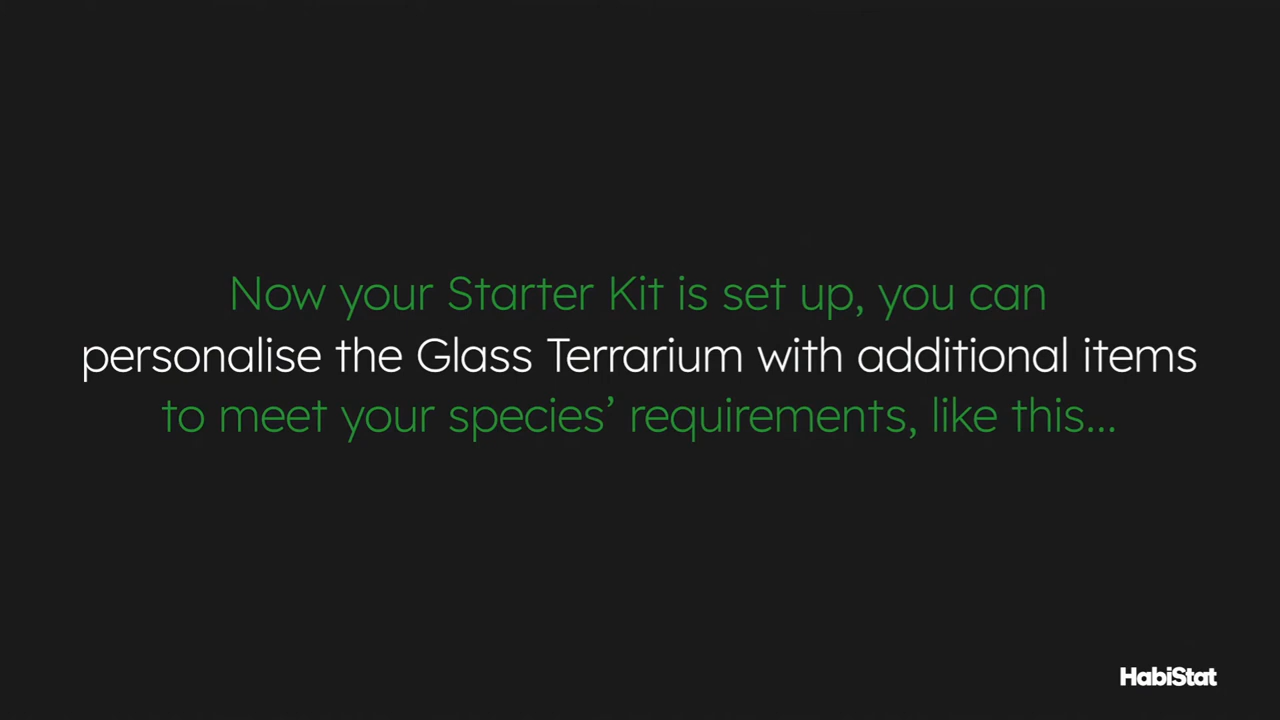 Now your Starter Kit is set up, you can
personalise the Glass Terrarium with additional items
to meet your species’ requirements, like this...
HabiStat